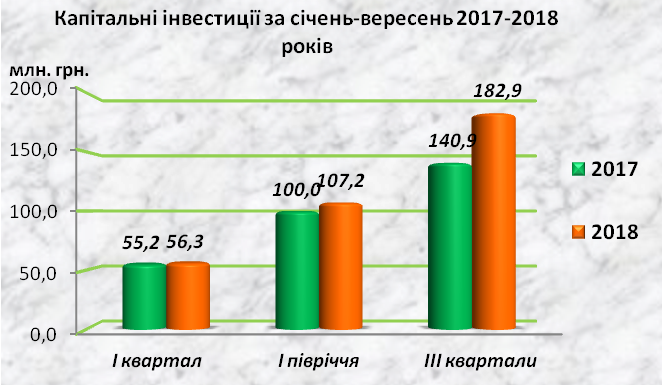 Капітальні інвестиції за січень-вересень 2017-2018
років
млн. грн.
200,0
150,0
100,0
50,0
0,0
55,2
56,3
100,0
107,2
140,9
182,9
І квартал
І півріччя
ІІІ квартали
2017
2018